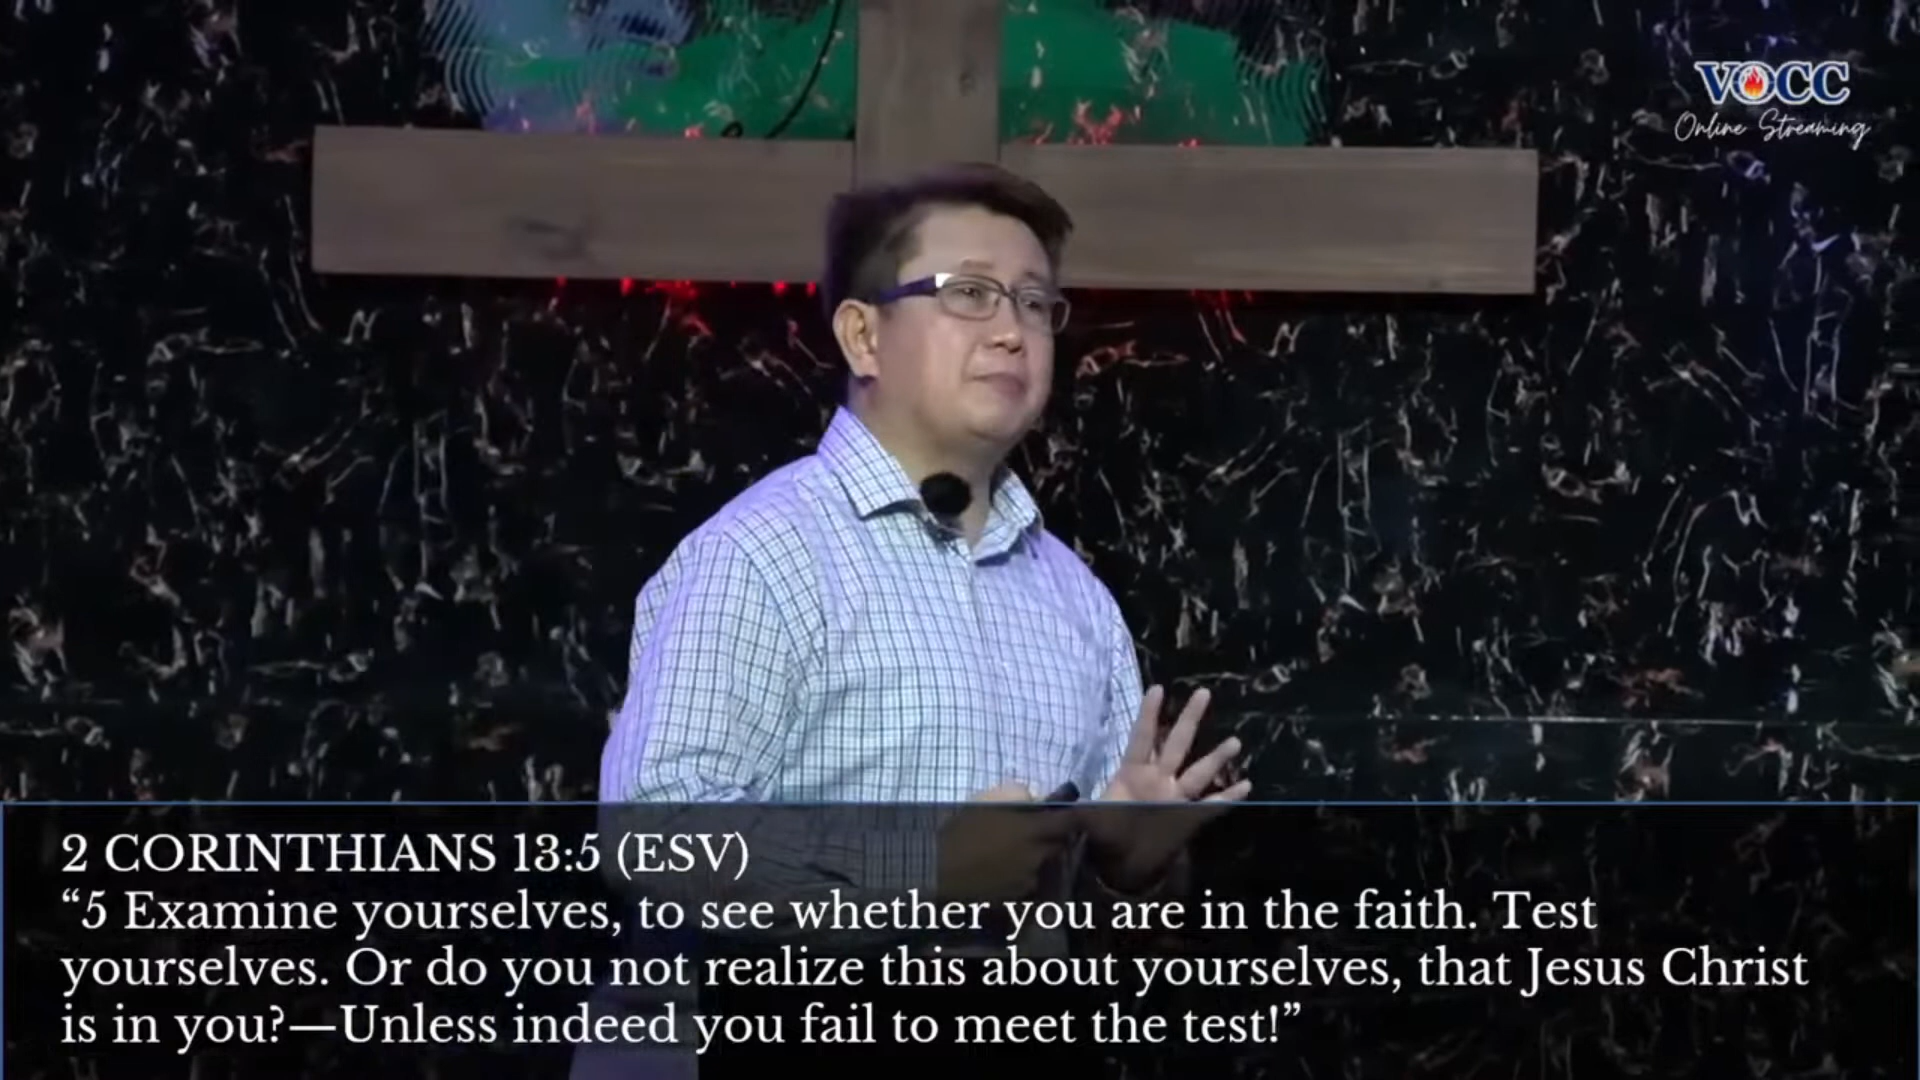 VOCC
Online Streaming
2 CORINTHIANS 13:5 (ESV)
“5 Examine yourselves, to see whether you are in the faith. Test
yourselves. Or do you not realize this about yourselves, that Jesus Christ
is in you?—Unless indeed you fail to meet the test!”